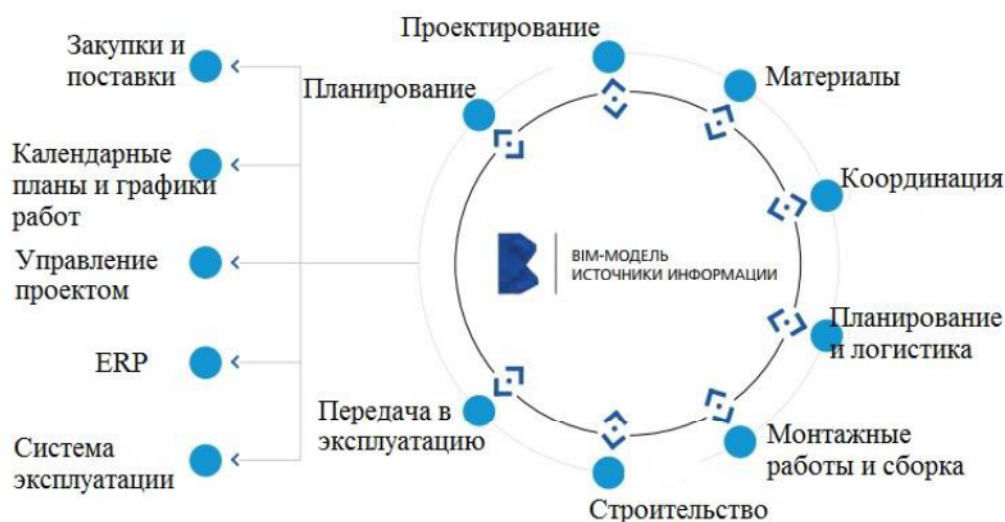 Закупки и
поставки
Календарные
планы и графики
работ
Управление
проектом
ERP
Система
эксплуатации
Проектирование
Планирование
Материалы
Координация
BIM-МОДЕЛЬ
ИСТОЧНИКИ ИНФОРМАЦИИ
Планирование
и логистика
Передача в
эксплуатацию
Монтажные
работы и сборка
Строительство